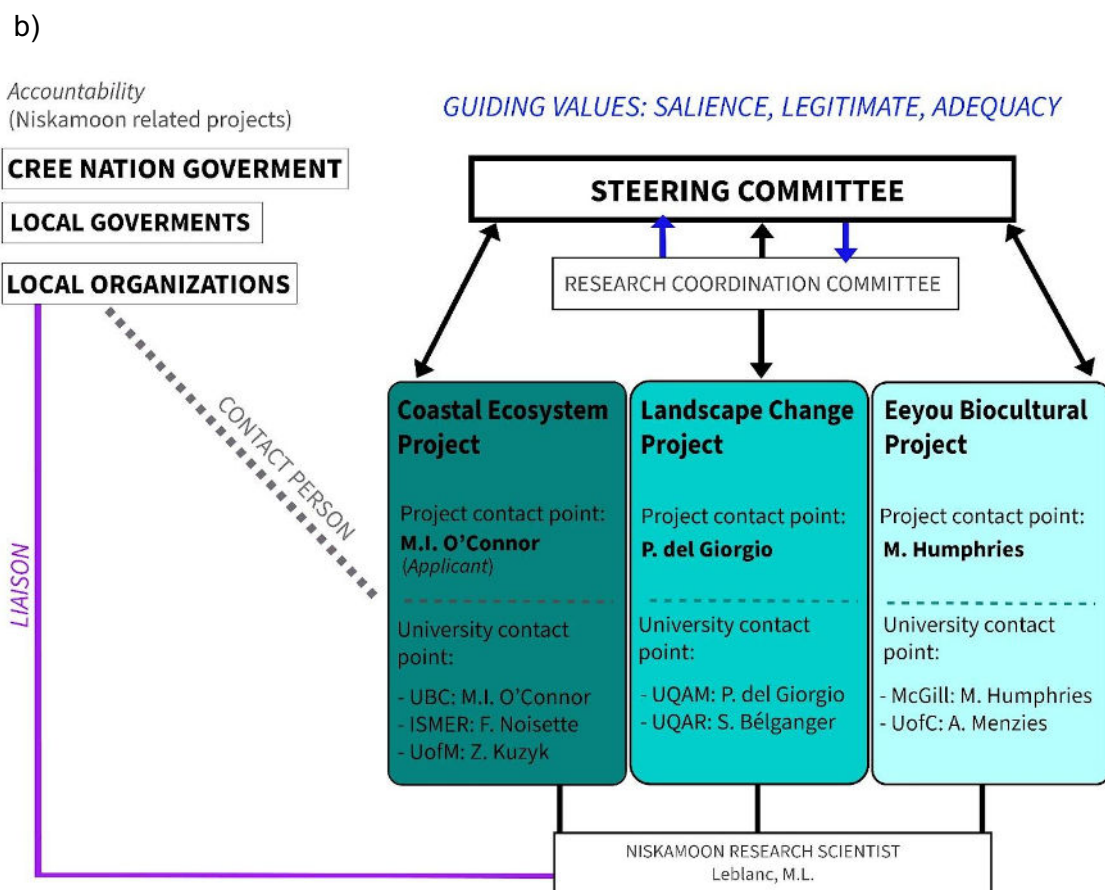 b)
Accountability
(Niskamoon related projects)
CREE NATION GOVERMENT
LOCAL GOVERMENTS
LOCAL ORGANIZATIONS
CONTACT PERSON
LIAISON
GUIDING VALUES: SALIENCE, LEGITIMATE, ADEQUACY
STEERING COMMITTEE
RESEARCH COORDINATION COMMITTEE
Coastal Ecosystem
Project
Project contact point:
M.I. O'Connor
(Applicant)
University contact
point:
- UBC: M.I. O'Connor
- ISMER: F. Noisette
- UofM: Z. Kuzyk
Landscape Change
Project
Project contact point:
P. del Giorgio
University contact
point:
- UQAM: P. del Giorgio
- UQAR: S. Bélganger
Eeyou Biocultural
Project
Project contact point:
M. Humphries
University contact
point:
- McGill: M. Humphries
- UofC: A. Menzies
NISKAMOON RESEARCH SCIENTIST
Leblanc, M.L.